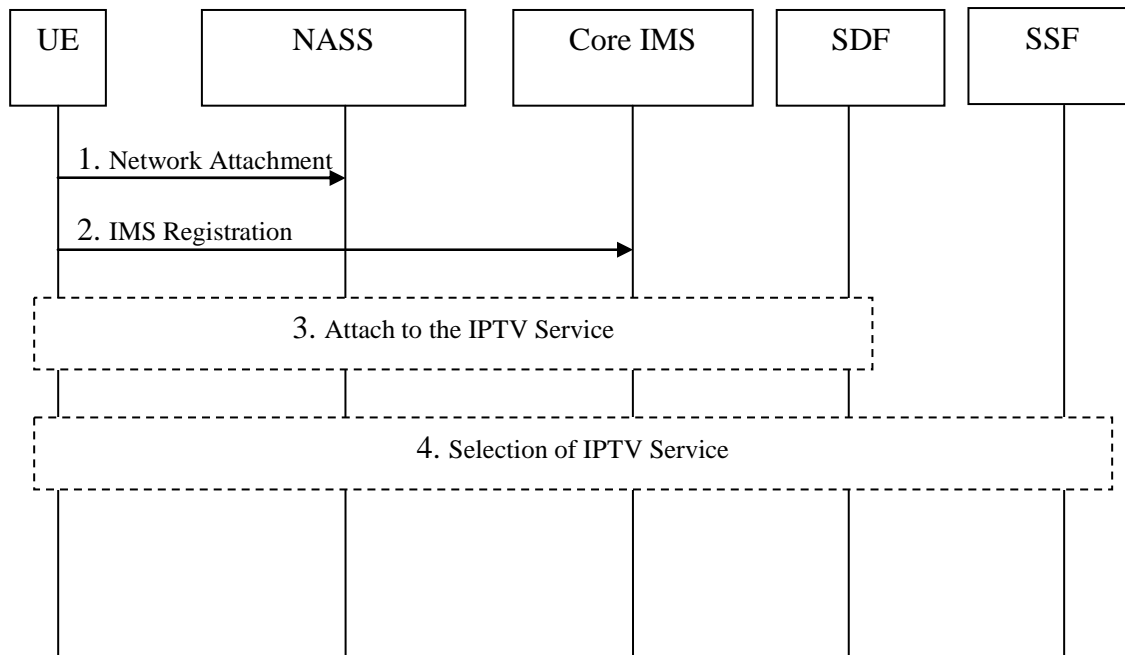 UE
NASS
Core IMS
SDF
SSF
1. Network Attachment
2. IMS Registration
3. Attach to the IPTV Service
4. Selection of IPTV Service